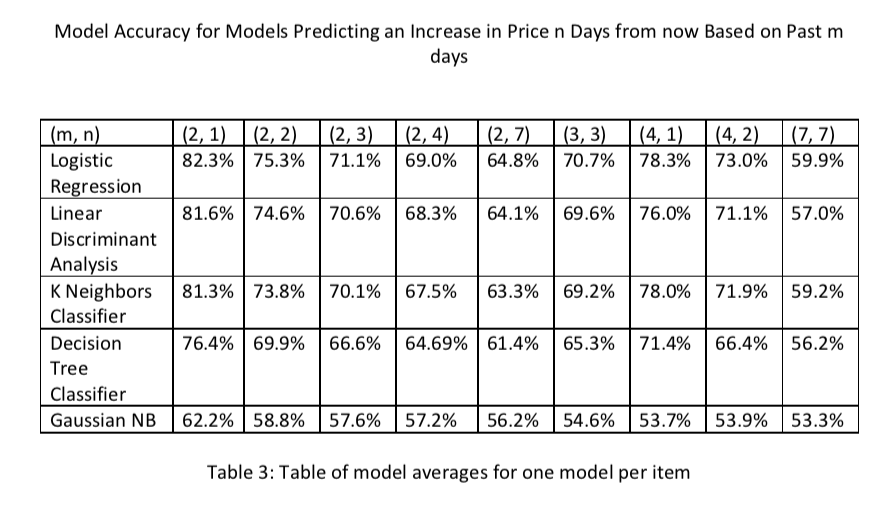 Model Accuracy for Models Predicting an Increase in Price n Days from now Based on Past m
days
(m, n) (2, 1) (2, 2) (2, 3) (2, 4) (2, 7) (3, 3) (4, 1) (4, 2) (7, 7)
Logistic 82.3% 75.3% 71.1% 69.0% 64.8% 70.7% 78.3% 73.0% 59.9%
Regression
Linear 81.6% 74.6% 70.6% 68.3% 64.1% 69.6% 76.0% 71.1% 57.0%
Discriminant
Analysis
K Neighbors 81.3% 73.8% 70.1% 67.5% 63.3% 69.2% 78.0% 71.9% 59.2%
Classifier
Decision 76.4% 69.9% 66.6% 64.69% 61.4% 65.3% 71.4% 66.4% 56.2%
Tree
Classifier
Gaussian NB 62.2% 58.8% 57.6% 57.2% 56.2% 54.6% 53.7% 53.9% 53.3%
Table 3: Table of model averages for one model per item